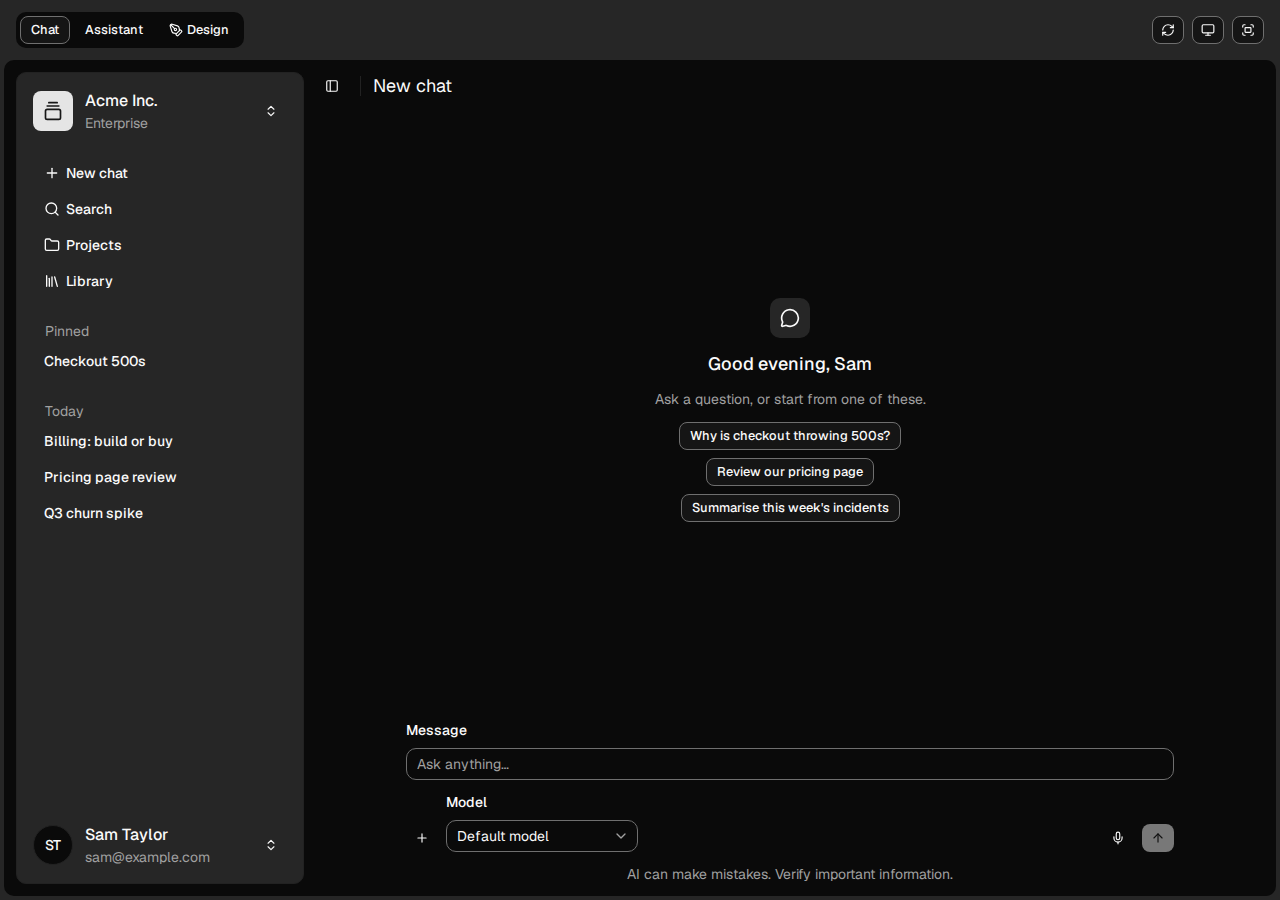 Chat
Assistant
Design
Acme Inc.
Enterprise
New chat
Search
Projects
Library
Pinned
Checkout 500s
Today
Billing: build or buy
Pricing page review
Q3 churn spike
ST
Sam Taylor
sam@example.com
New chat
Good evening, Sam
Ask a question, or start from one of these.
Why is checkout throwing 500s?
Review our pricing page
Summarise this week's incidents
Message
Ask anything…
Model
Default model
AI can make mistakes. Verify important information.